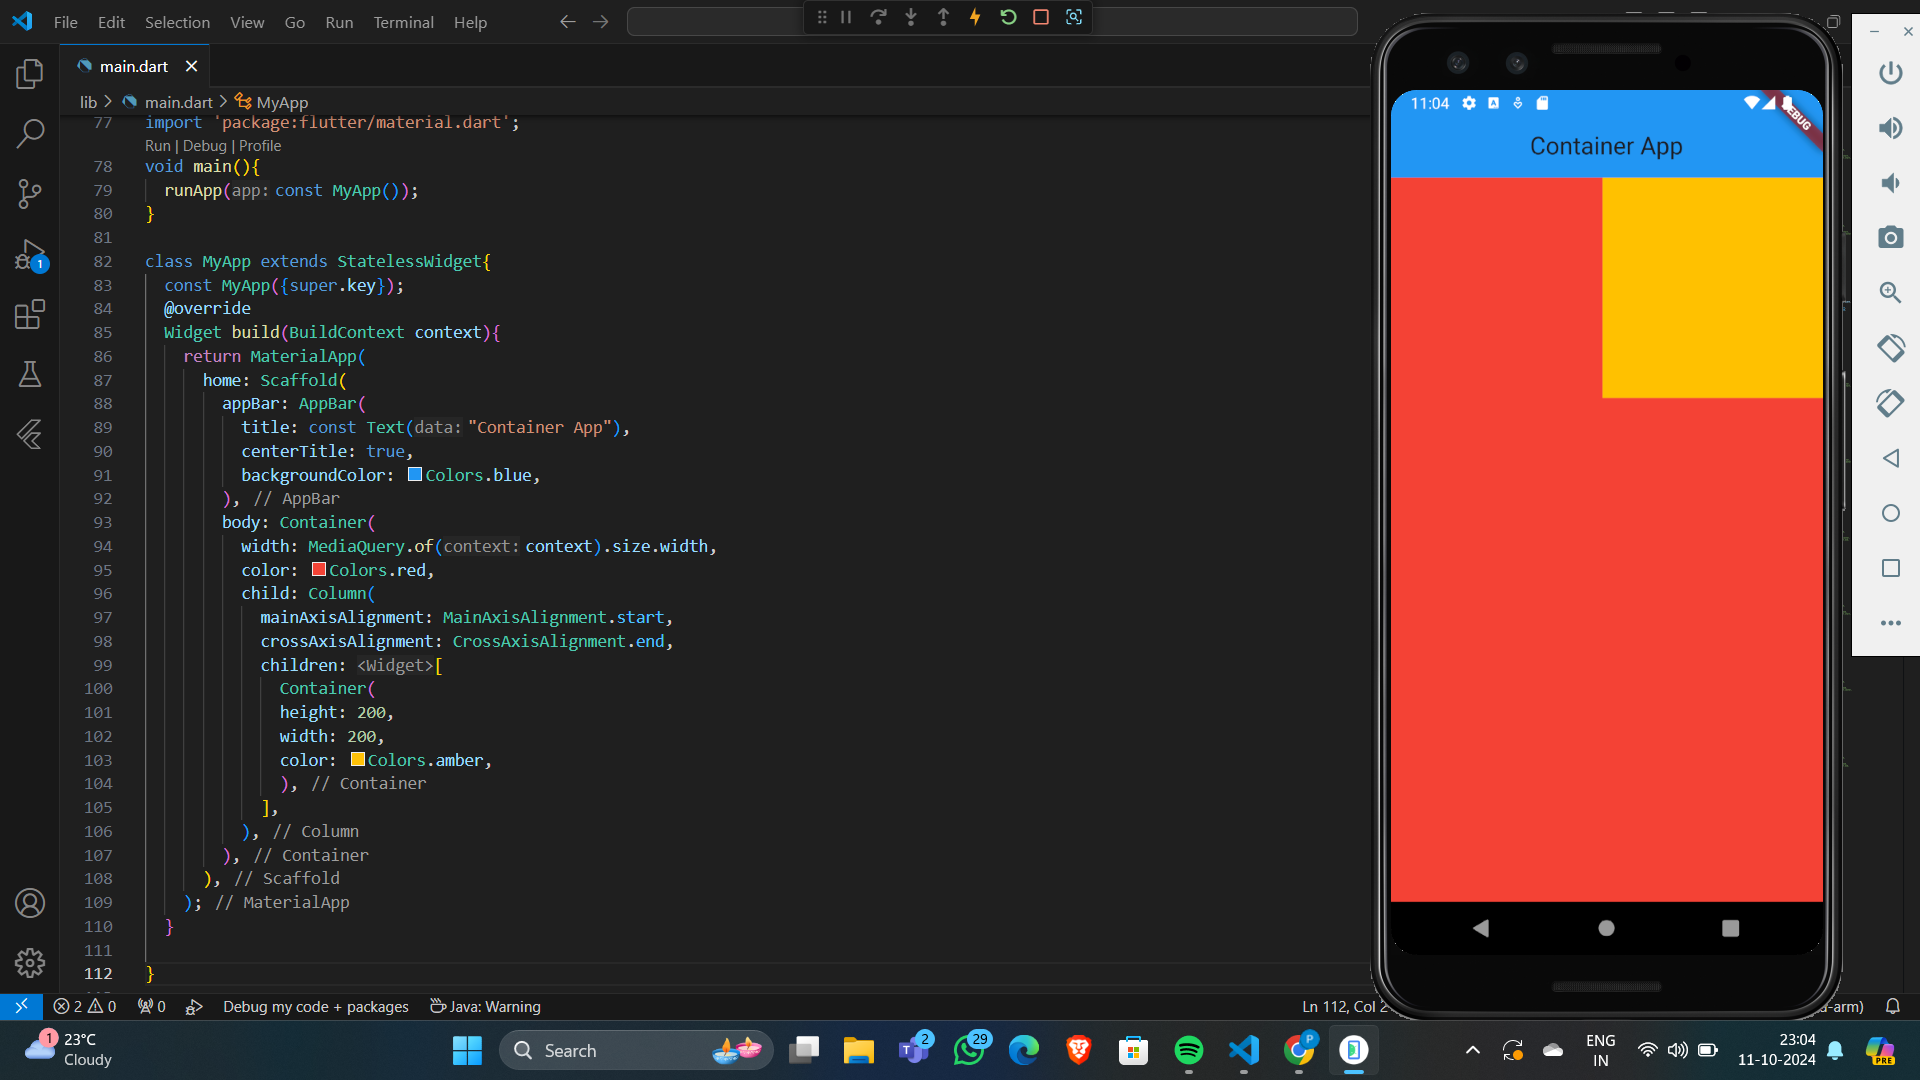 File Edit Selection View Go Run Terminal Help
main.dart
lib > main.dart > MyApp
77 import 'package:flutter/material.dart';
Run | Debug | Profile
78 void main(){
79 runApp(app: const MyApp());
80 }
81
82 class MyApp extends StatelessWidget{
83 const MyApp({super.key});
84 @override
85 Widget build(BuildContext context){
86 return MaterialApp(
87 home: Scaffold(
88 appBar: AppBar(
89 title: const Text(data: "Container App"),
90 centerTitle: true,
91 backgroundColor: Colors.blue,
92 ), // AppBar
93 body: Container(
94 width: MediaQuery.of(context: context).size.width,
95 color: Colors.red,
96 child: Column(
97 mainAxisAlignment: MainAxisAlignment.start,
98 crossAxisAlignment: CrossAxisAlignment.end,
99 children: <Widget>[
100 Container(
101 height: 200,
102 width: 200,
103 color: Colors.amber,
104 ), // Container
105 ],
106 ), // Column
107 ), // Container
108 ), // Scaffold
109 ); // MaterialApp
110 }
111
112 }
11:04
Container App
1
2 0 0 Debug my code + packages Java: Warning
Ln 112, Col 2
d-arm)
1 23°C
Cloudy
Search
2
29
P
ENG
IN
23:04
11-10-2024
PRE